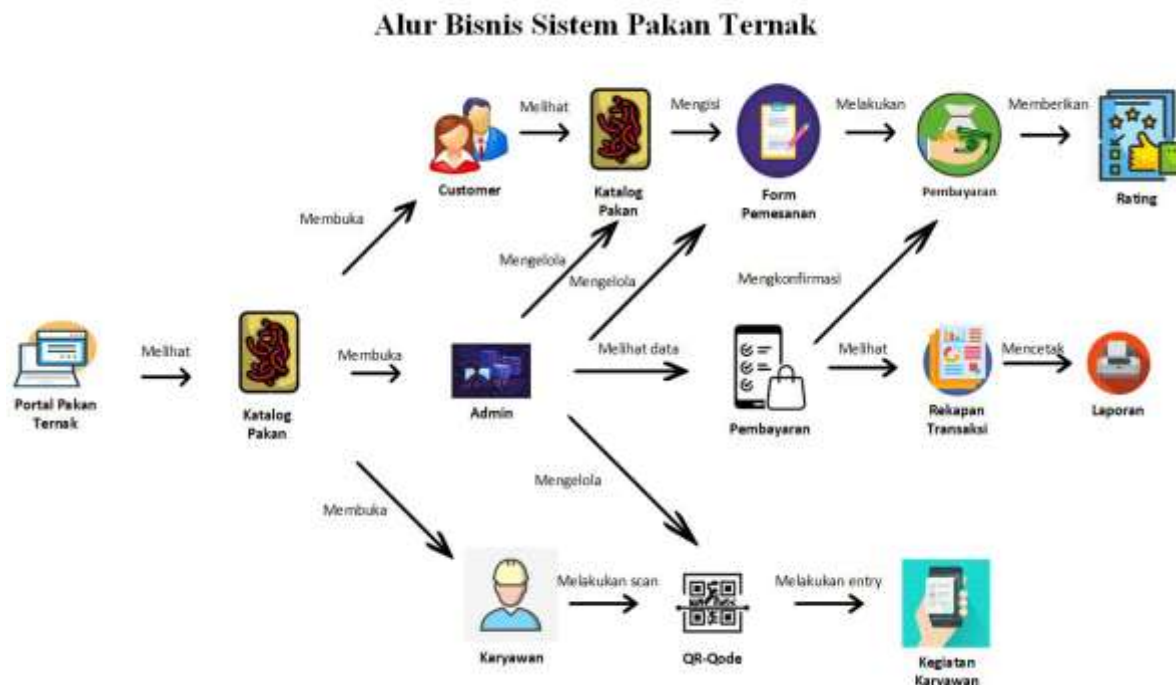 Alur Bisnis Sistem Pakan Ternak
Melihat
Mengisi
Melakukan
Memberikan
Customer
Katalog
Pakan
Form
Pemesanan
Pembayaran
Rating
Membuka
Mengelola
Mengelola
Mengkonfirmasi
Melihat
Membuka
Melihat data
Melihat
Mencetak
Portal Pakan
Ternak
Katalog
Pakan
Admin
Pembayaran
Rekapan
Transaksi
Laporan
Mengelola
Membuka
Melakukan scan
Melakukan entry
Karyawan
QR-Qode
Kegiatan
Karyawan